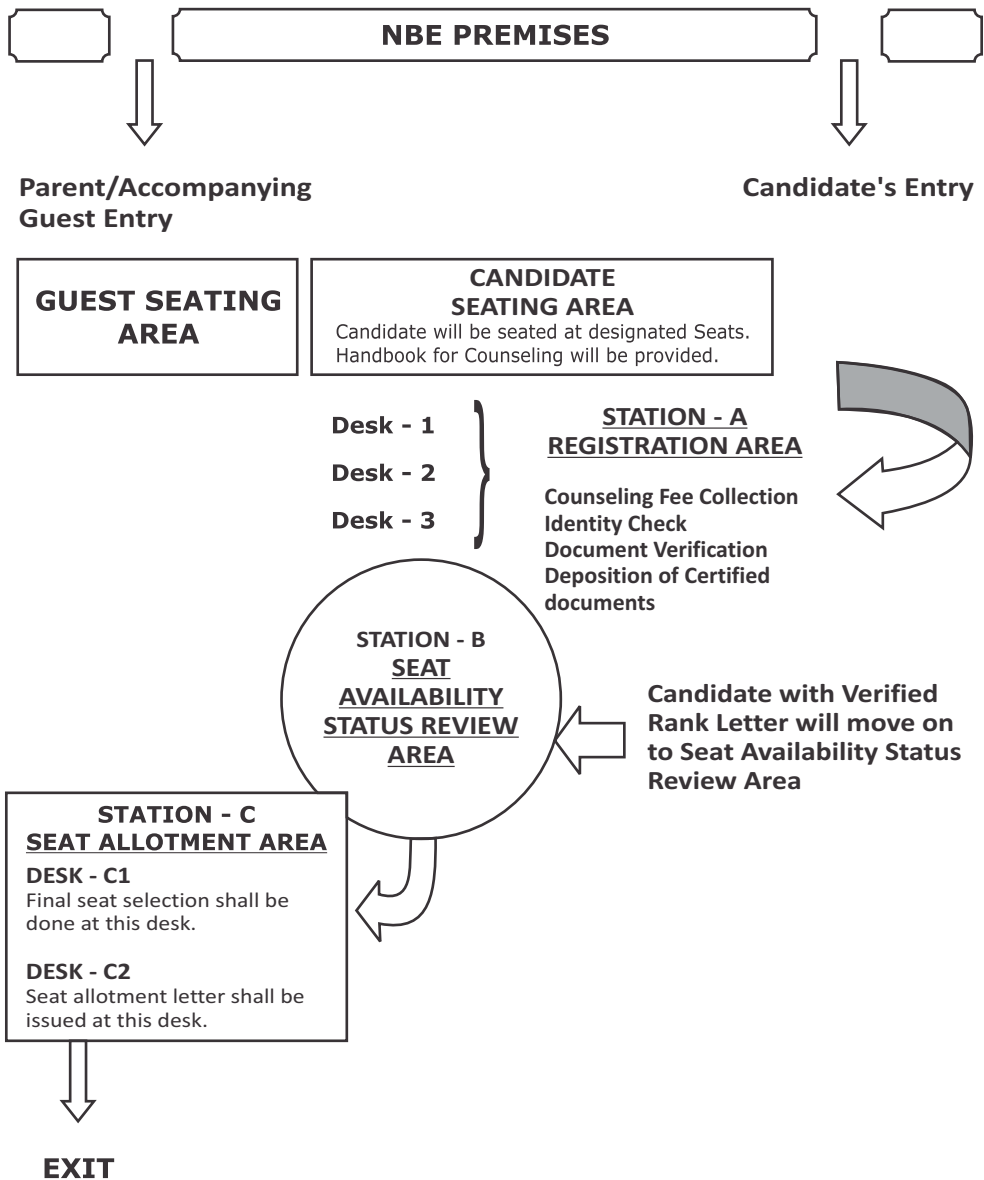 NBE PREMISES
Parent/Accompanying
Guest Entry
Candidate's Entry
GUEST SEATING
AREA
CANDIDATE
SEATING AREA
Candidate will be seated at designated Seats.
Handbook for Counseling will be provided.
Desk - 1
Desk - 2
Desk - 3
STATION - A
REGISTRATION AREA
Counseling Fee Collection
Identity Check
Document Verification
Deposition of Certified
documents
STATION - B
SEAT
AVAILABILITY
STATUS REVIEW
AREA
Candidate with Verified
Rank Letter will move on
to Seat Availability Status
Review Area
STATION - C
SEAT ALLOTMENT AREA
DESK - C1
Final seat selection shall be
done at this desk.
DESK - C2
Seat allotment letter shall be
issued at this desk.
EXIT